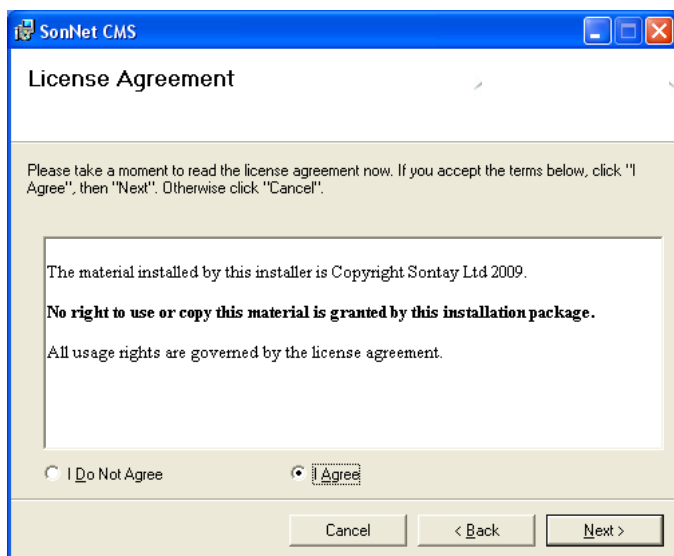 SonNet CMS
License Agreement
Please take a moment to read the license agreement now. If you accept the terms below, click "I
Agree", then "Next". Otherwise click "Cancel".
The material installed by this installer is Copyright Sontay Ltd 2009.
No right to use or copy this material is granted by this installation package.
All usage rights are governed by the license agreement.
I Do Not Agree
I Agree
Cancel
< Back
Next >